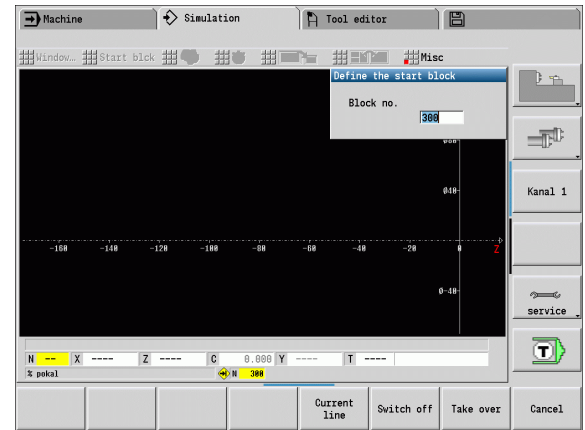 Machine
Simulation
Tool editor
Window…
Start blck
Misc
Define the start block
Block no.
300
Ø80
Ø40
-160 -140 -120 -100 -80 -60 -40 -20 0 Z
Ø-40
Kanal 1
service
T
N -- X ---- Z ---- C 0.000 Y ---- T ----
% pokal
N 300
Current line
Switch off
Take over
Cancel